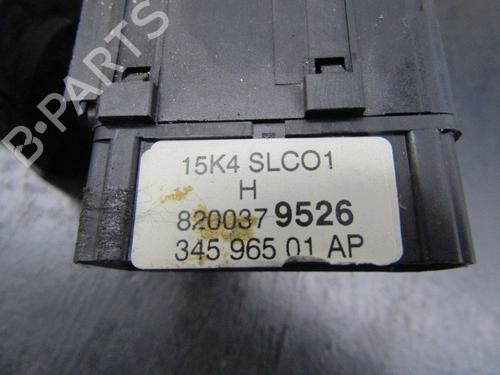 15K4 SLCO1
H
8200379526
345 965 01 AP
B-PARTS